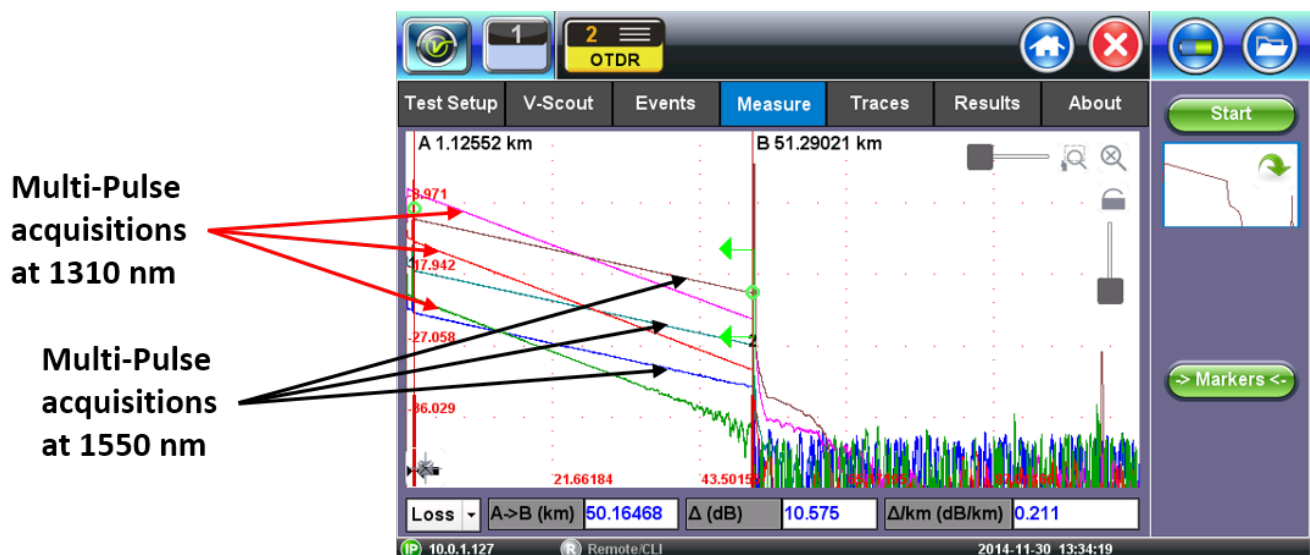 Multi-Pulse
acquisitions
at 1310 nm
Multi-Pulse
acquisitions
at 1550 nm
1
2
OTDR
Test Setup
V-Scout
Events
Measure
Traces
Results
About
Start
A 1.12552 km
B 51.29021 km
-8.971
-17.942
-27.058
-36.029
1
2
21.66184
43.5015
-> Markers <-
Loss
A->B (km)
50.16468
Δ (dB)
10.575
Δ/km (dB/km)
0.211
IP
10.0.1.127
R
Remote/CLI
2014-11-30 13:34:19